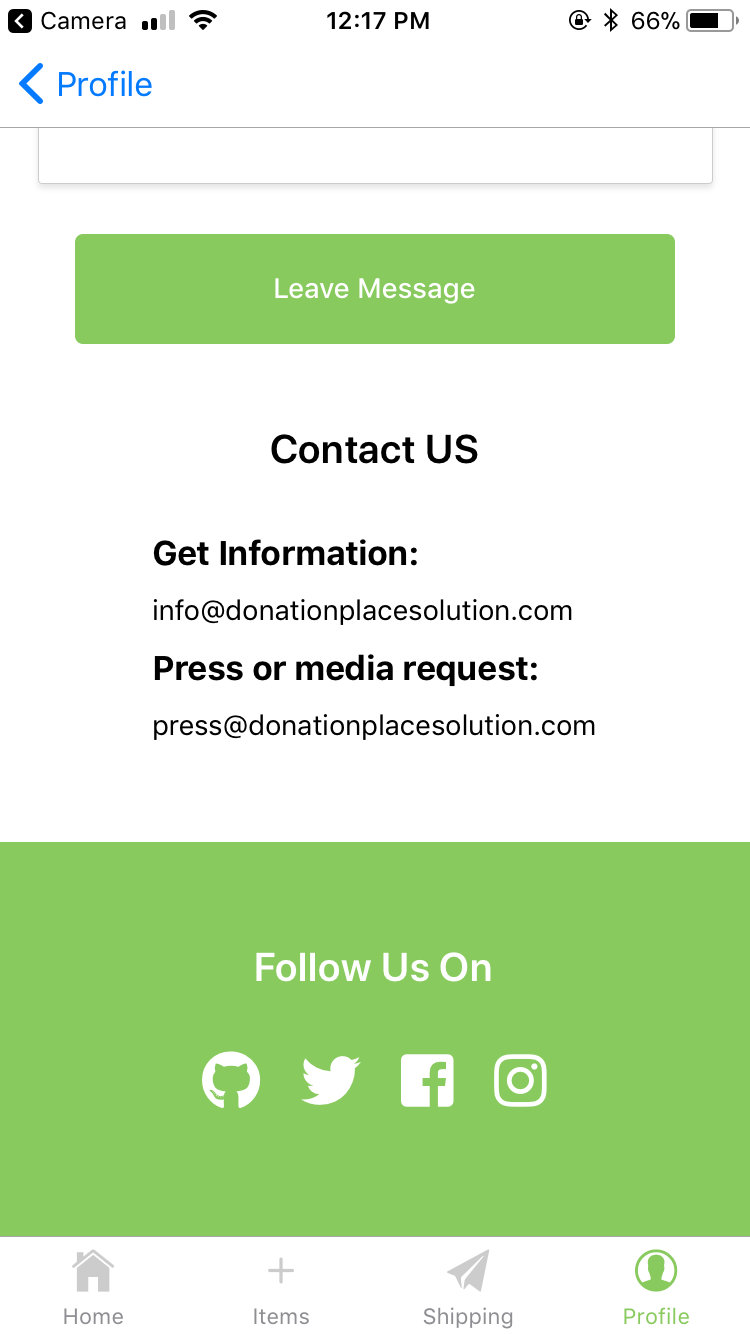 Camera 12:17 PM 66%
Profile
Leave Message
Contact US
Get Information:
info@donationplacesolution.com
Press or media request:
press@donationplacesolution.com
Follow Us On
Home Items Shipping Profile